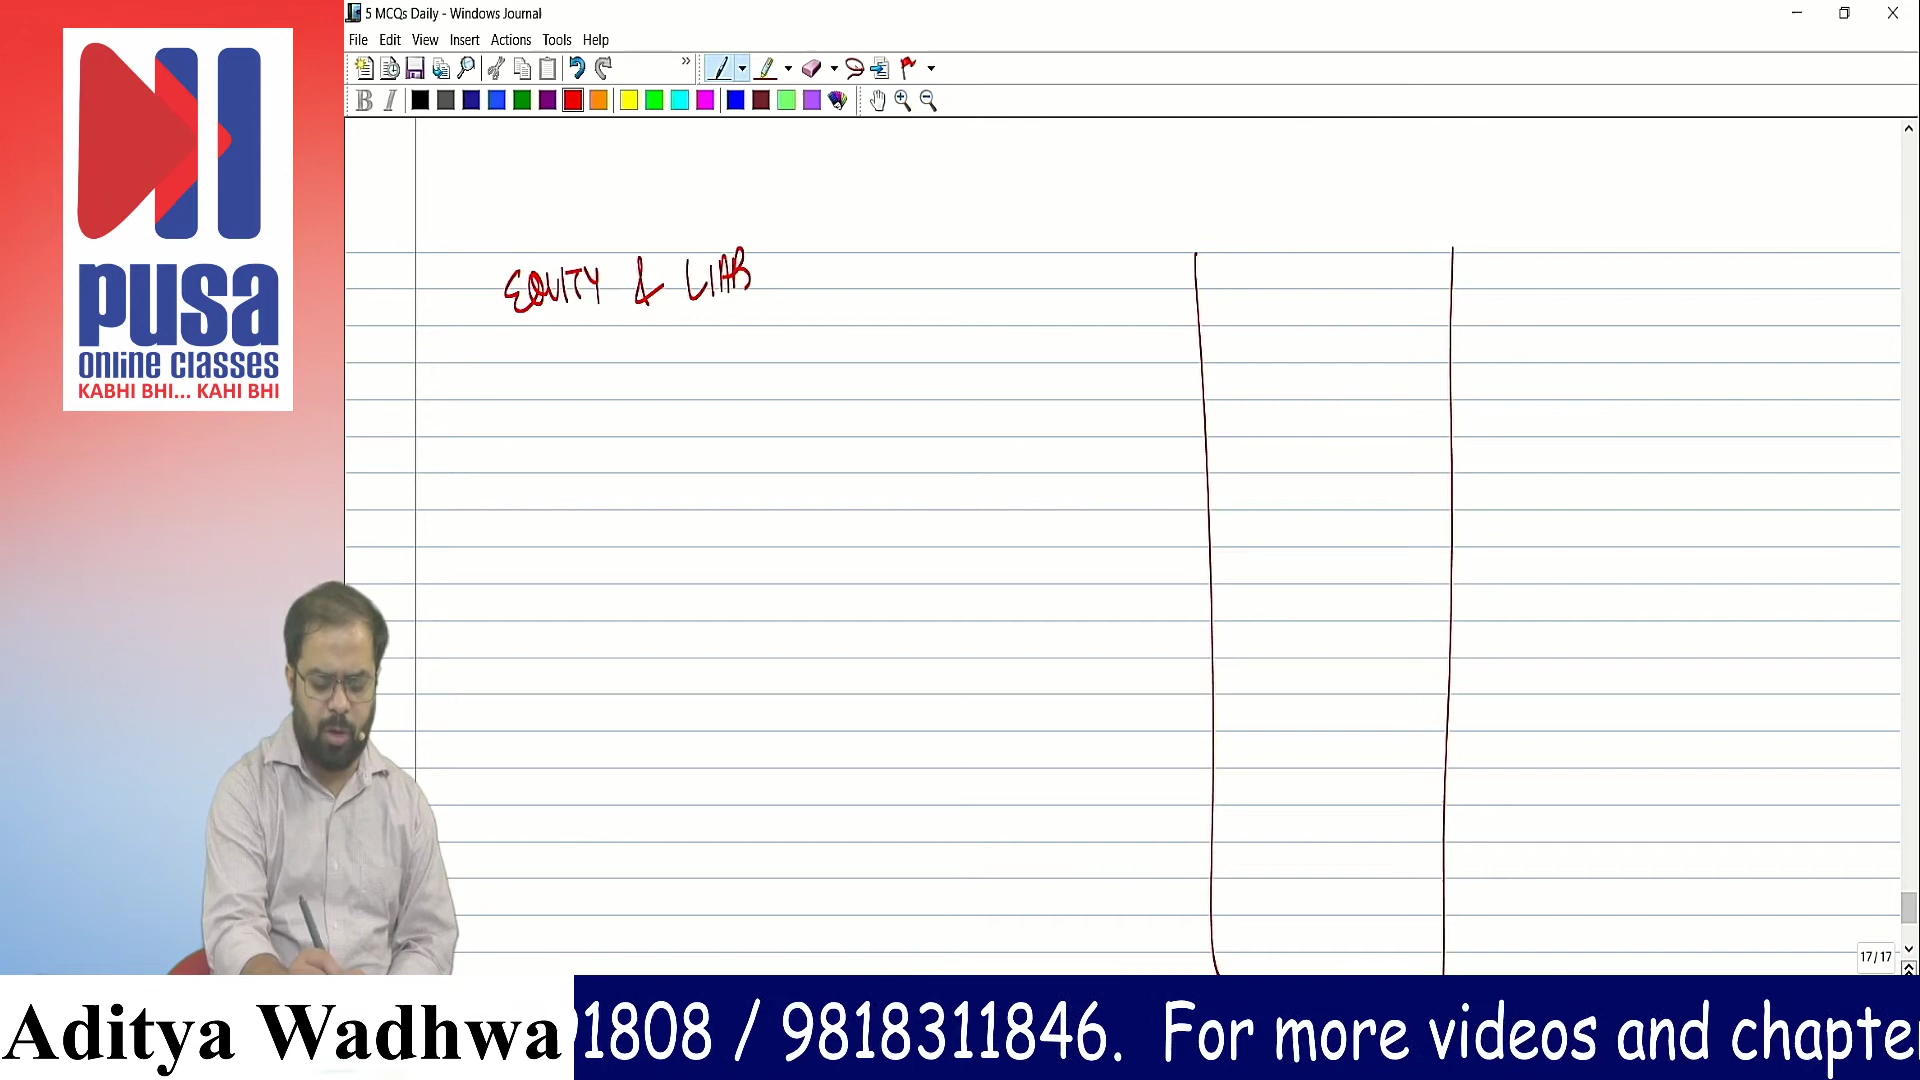 5 MCQs Daily - Windows Journal
File Edit View Insert Actions Tools Help
B I
PUSA
online classes
KABHI BHI... KAHI BHI
EQUITY & LIAB
17 / 17
Aditya Wadhwa
1808 / 9818311846. For more videos and chapte